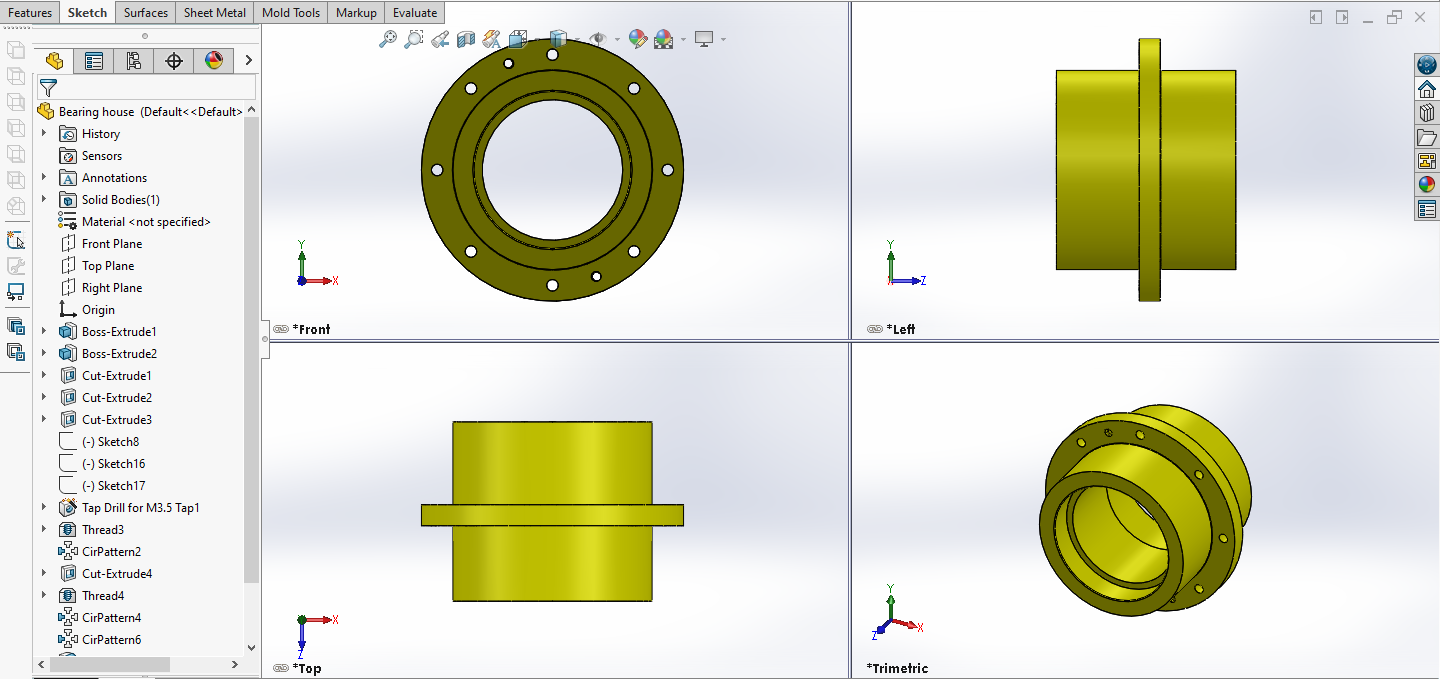 Features Sketch Surfaces Sheet Metal Mold Tools Markup Evaluate
Bearing house (Default<<Default>
History
Sensors
A Annotations
Solid Bodies(1)
Material <not specified>
Front Plane
Top Plane
Right Plane
Origin
Boss-Extrude1
Boss-Extrude2
Cut-Extrude1
Cut-Extrude2
Cut-Extrude3
(-) Sketch8
(-) Sketch16
(-) Sketch17
Tap Drill for M3.5 Tap1
Thread3
CirPattern2
Cut-Extrude4
Thread4
CirPattern4
CirPattern6
Y
X
*Front
Y
X Z
*Left
X
Z
*Top
Y
X
Z
*Trimetric